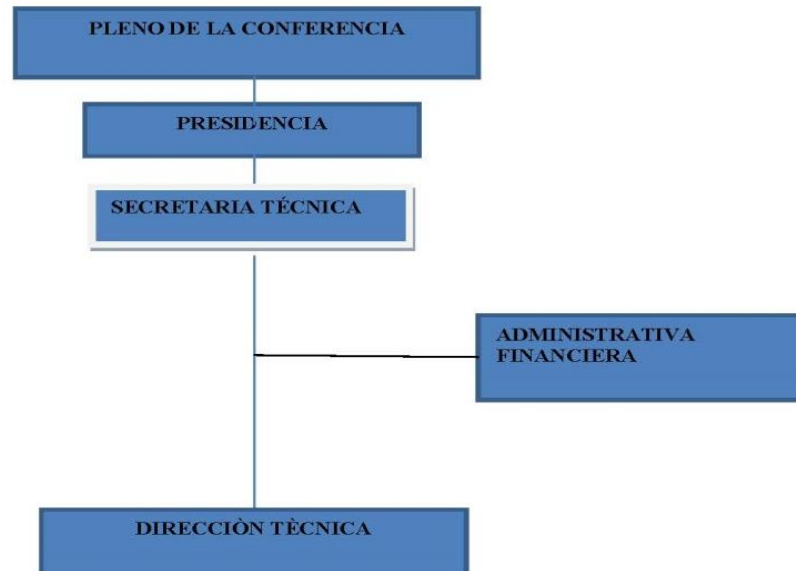 PLENO DE LA CONFERENCIA
PRESIDENCIA
SECRETARIA TÉCNICA
ADMINISTRATIVA
FINANCIERA
DIRECCIÒN TÈCNICA